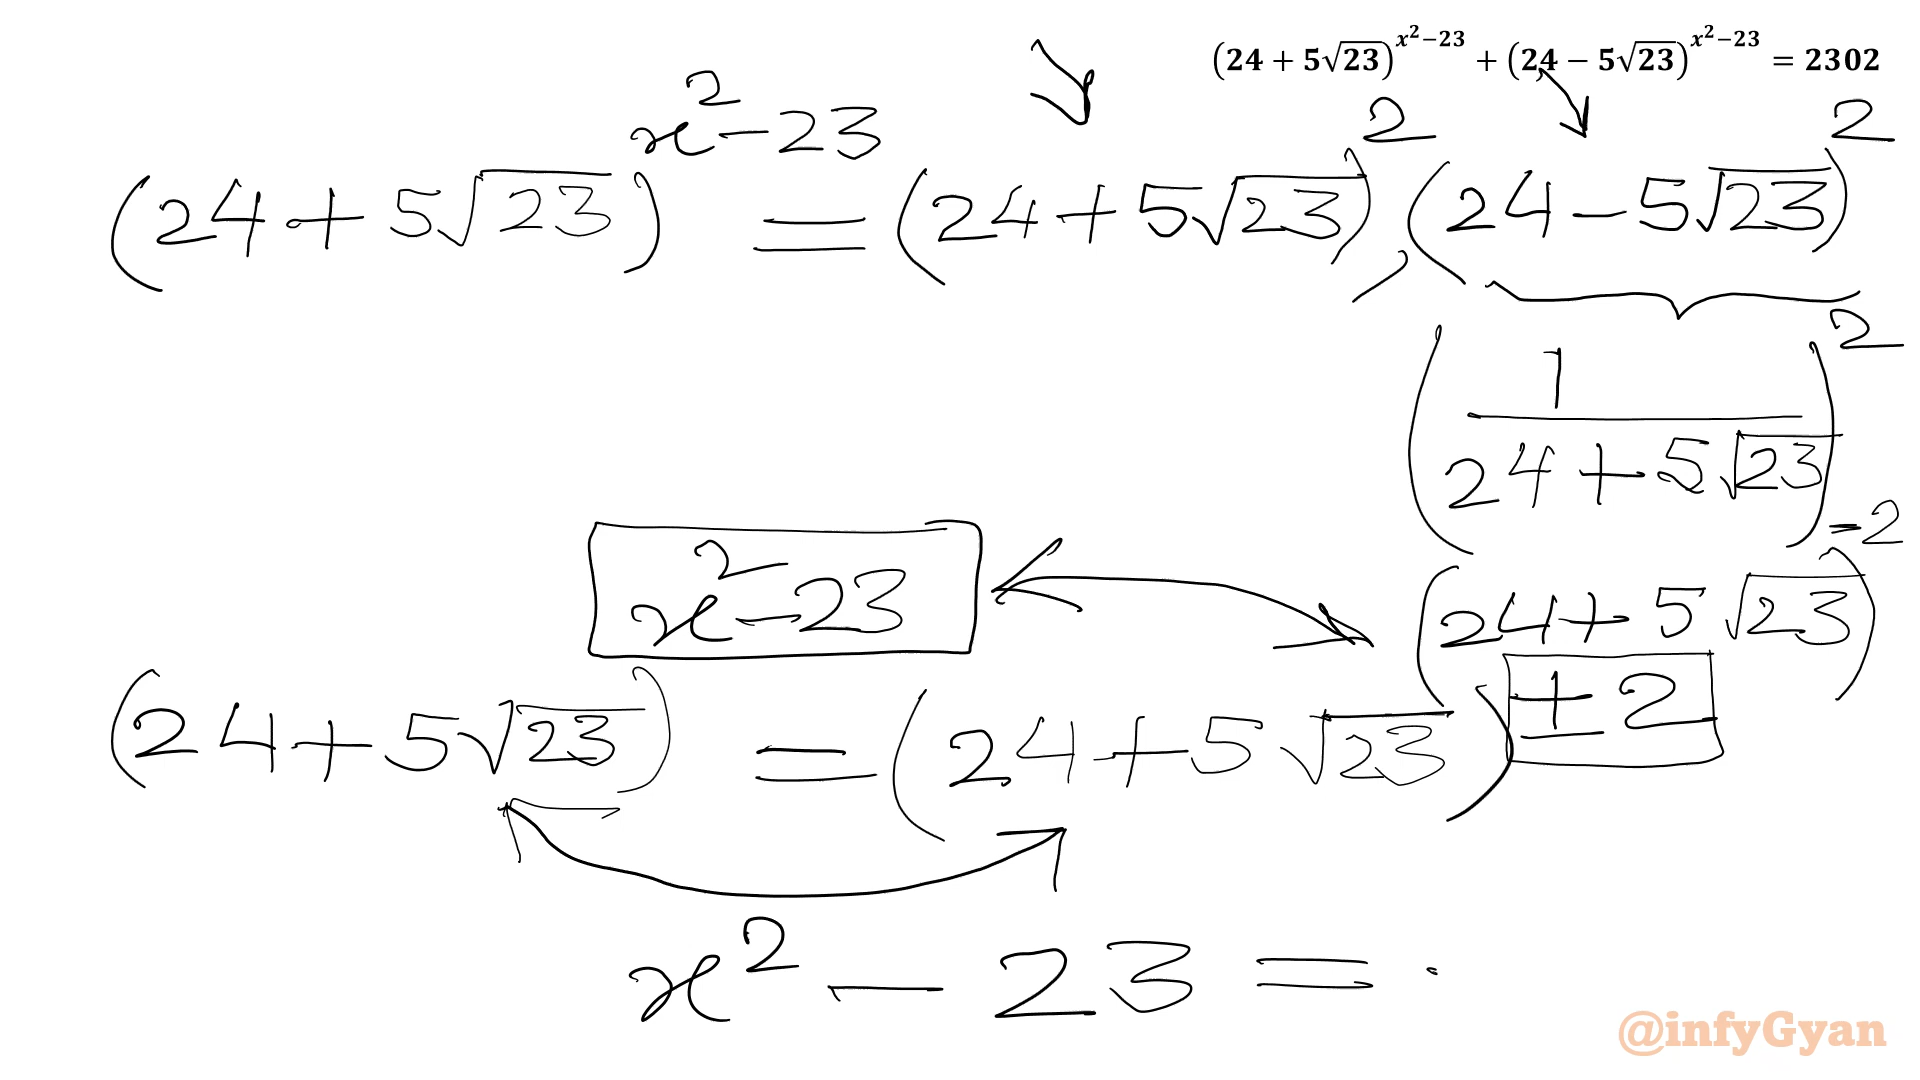 (24 + 5√23)^(x²−23) + (24 − 5√23)^(x²−23) = 2302
(24 + 5√23)^(x²−23) = (24 + 5√23)², (24 − 5√23)²
(1/(24 + 5√23))²
(24 + 5√23)^(−2)
(24 + 5√23)^(x²−23) = (24 + 5√23)^(±2)
x² − 23 =
@infyGyan